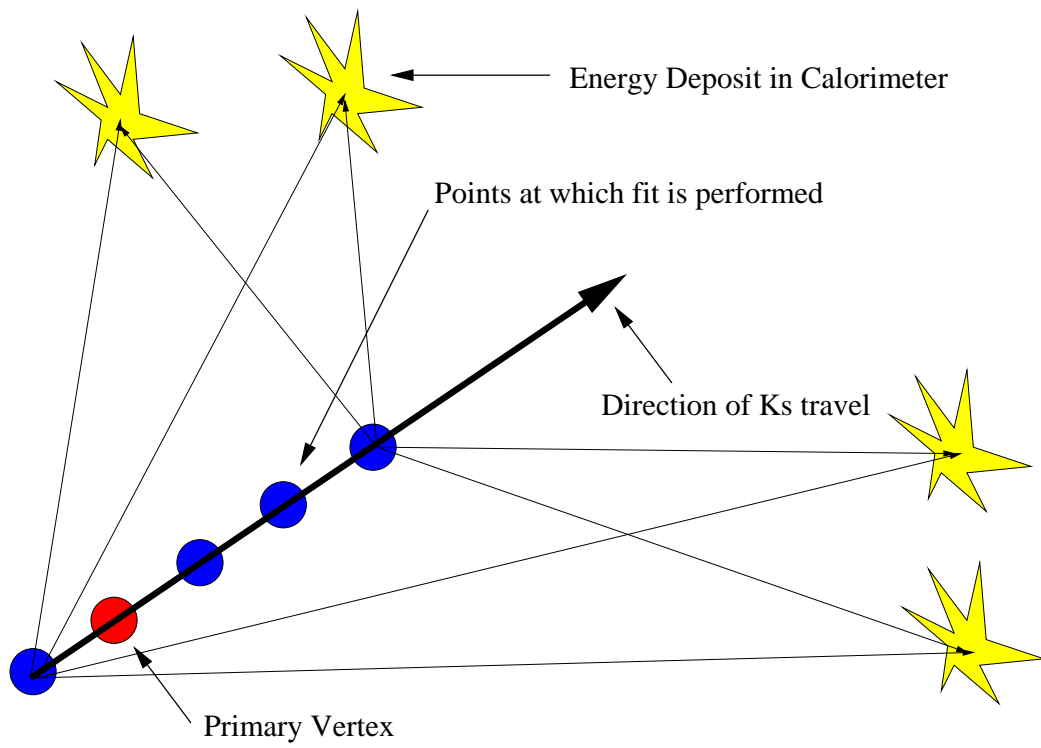 Energy Deposit in Calorimeter
Points at which fit is performed
Direction of Ks travel
Primary Vertex